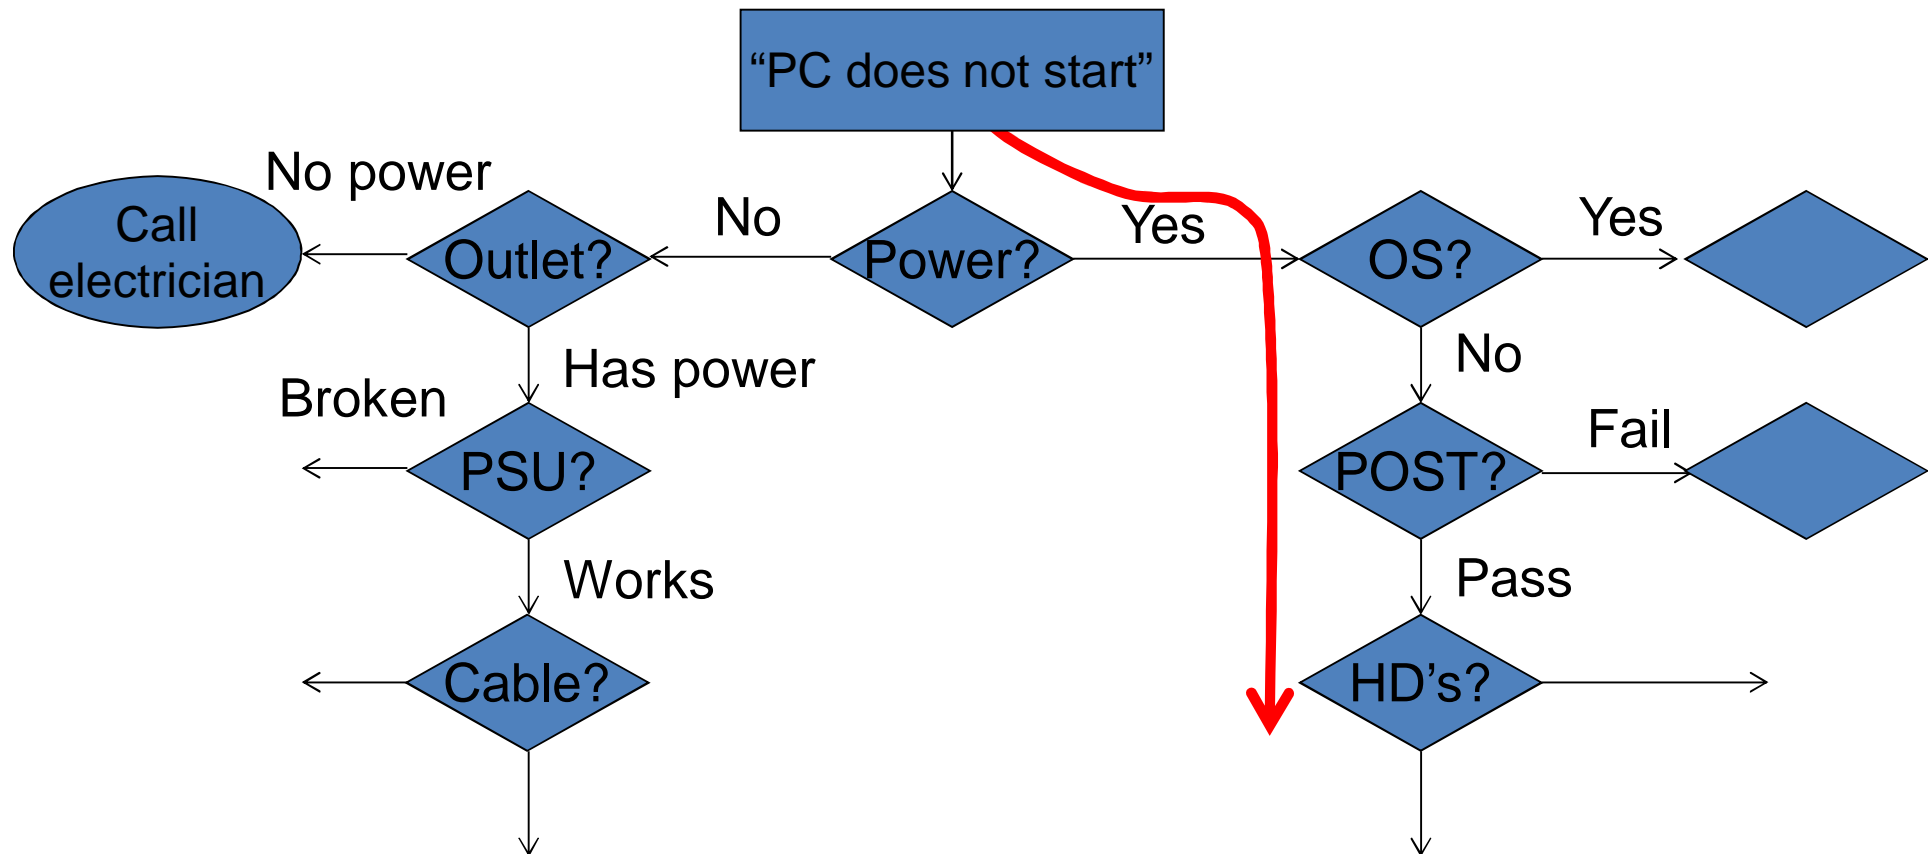 “PC does not start”
No power
No
Yes
Yes
Call
electrician
Outlet?
Power?
OS?
Has power
No
Broken
Fail
PSU?
POST?
Works
Pass
Cable?
HD’s?